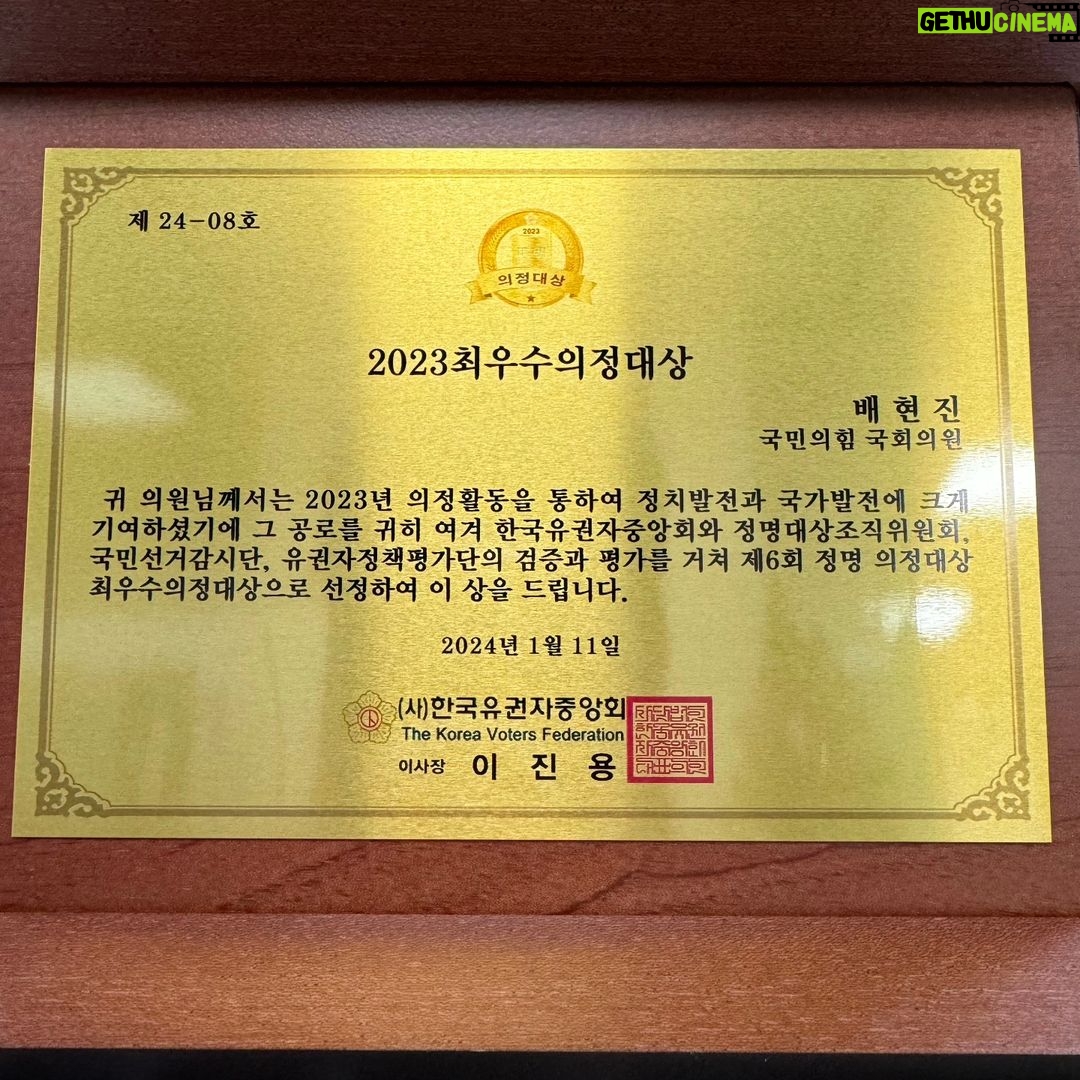 GETHUCINEMA
제 24-08호
2023
의정대상
2023최우수의정대상
배 현 진
국민의힘 국회의원
귀 의원님께서는 2023년 의정활동을 통하여 정치발전과 국가발전에 크게
기여하셨기에 그 공로를 귀히 여겨 한국유권자중앙회와 정명대상조직위원회,
국민선거감시단, 유권자정책평가단의 검증과 평가를 거쳐 제6회 정명 의정대상
최우수의정대상으로 선정하여 이 상을 드립니다.
2024년 1월 11일
(사)한국유권자중앙회
The Korea Voters Federation
이사장 이 진 용